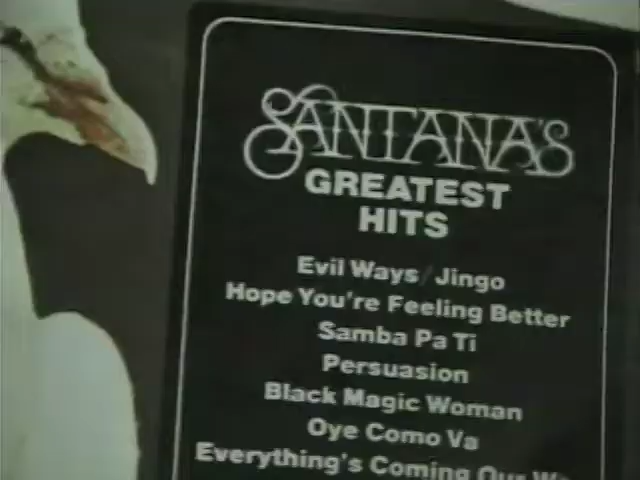 SANTANA'S
GREATEST
HITS
Evil Ways/Jingo
Hope You're Feeling Better
Samba Pa Ti
Persuasion
Black Magic Woman
Oye Como Va
Everything's Coming Our